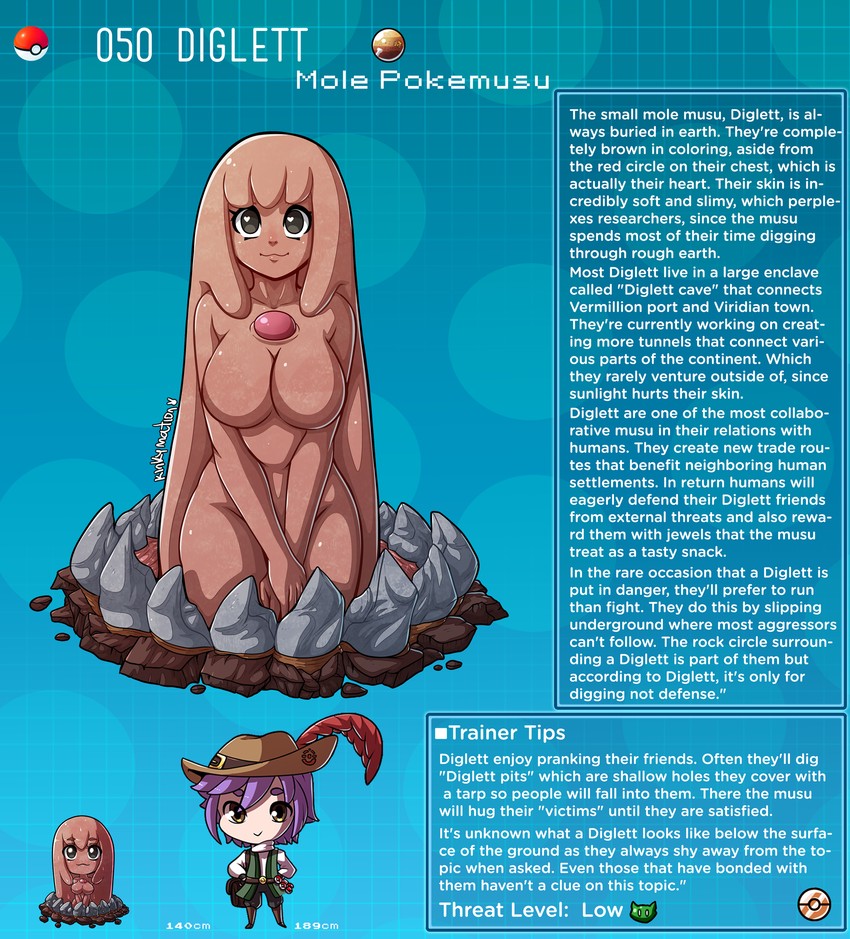 050 DIGLETT
Mole Pokemusu
The small mole musu, Diglett, is al-
ways buried in earth. They're comple-
tely brown in coloring, aside from
the red circle on their chest, which is
actually their heart. Their skin is in-
credibly soft and slimy, which perple-
xes researchers, since the musu
spends most of their time digging
through rough earth.
Most Diglett live in a large enclave
called "Diglett cave" that connects
Vermillion port and Viridian town.
They're currently working on creat-
ing more tunnels that connect vari-
ous parts of the continent. Which
they rarely venture outside of, since
sunlight hurts their skin.
Diglett are one of the most collabo-
rative musu in their relations with
humans. They create new trade rou-
tes that benefit neighboring human
settlements. In return humans will
eagerly defend their Diglett friends
from external threats and also rewa-
rd them with jewels that the musu
treat as a tasty snack.
In the rare occasion that a Diglett is
put in danger, they'll prefer to run
than fight. They do this by slipping
underground where most aggressors
can't follow. The rock circle surroun-
ding a Diglett is part of them but
according to Diglett, it's only for
digging not defense."
kinkymation
Trainer Tips
Diglett enjoy pranking their friends. Often they'll dig
"Diglett pits" which are shallow holes they cover with
a tarp so people will fall into them. There the musu
will hug their "victims" until they are satisfied.
It's unknown what a Diglett looks like below the surfa-
ce of the ground as they always shy away from the to-
pic when asked. Even those that have bonded with
them haven't a clue on this topic."
Threat Level: Low
140cm
189cm